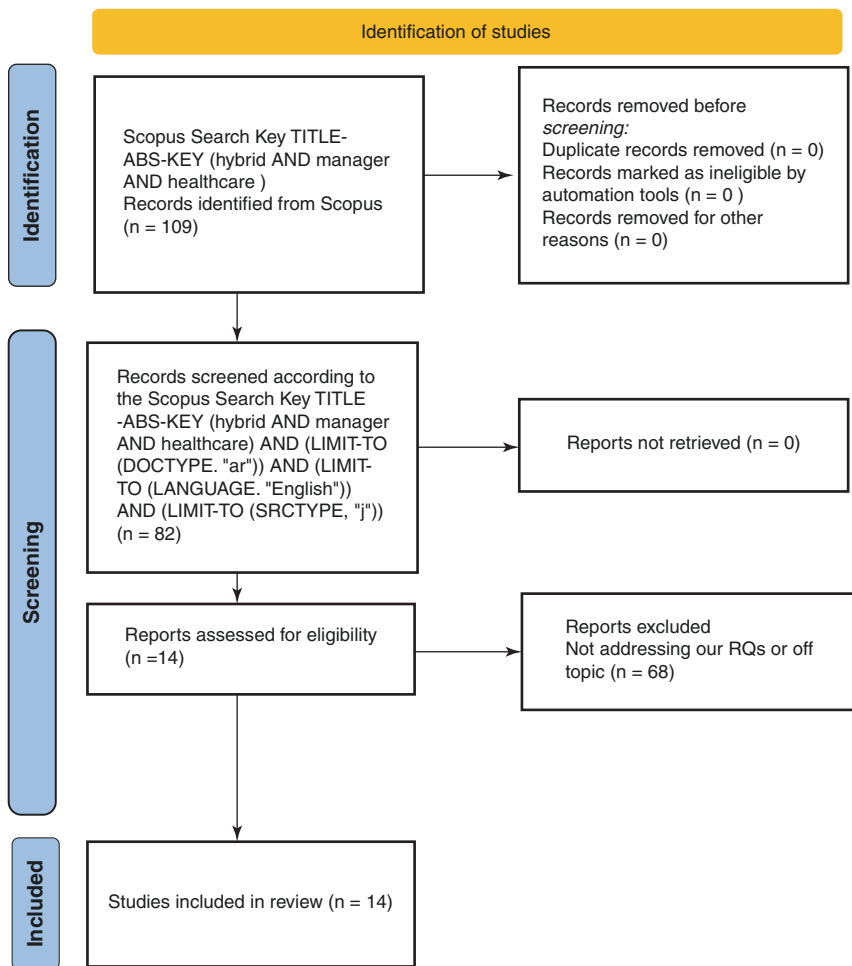 Identification of studies
Identification
Scopus Search Key TITLE-
ABS-KEY (hybrid AND manager
AND healthcare )
Records identified from Scopus
(n = 109)
Records removed before
screening:
Duplicate records removed (n = 0)
Records marked as ineligible by
automation tools (n = 0 )
Records removed for other
reasons (n = 0)
Screening
Records screened according to
the Scopus Search Key TITLE
-ABS-KEY (hybrid AND manager
AND healthcare) AND (LIMIT-TO
(DOCTYPE. "ar")) AND (LIMIT-
TO (LANGUAGE. "English"))
AND (LIMIT-TO (SRCTYPE, "j"))
(n = 82)
Reports not retrieved (n = 0)
Reports assessed for eligibility
(n =14)
Reports excluded
Not addressing our RQs or off
topic (n = 68)
Included
Studies included in review (n = 14)